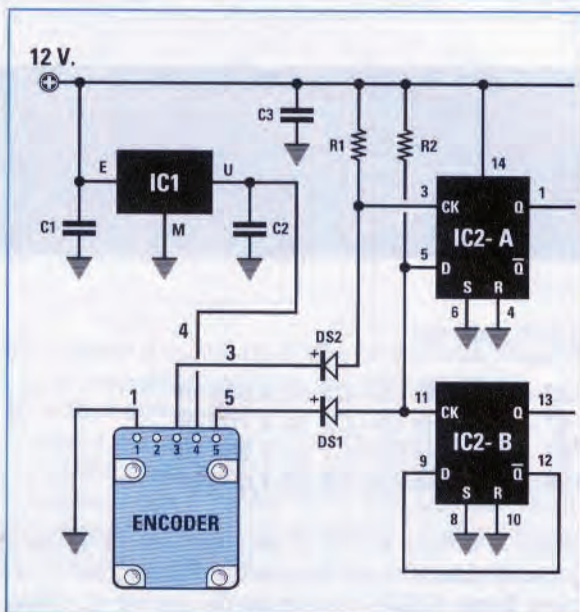 12 V.
C3
R1
R2
14
E
IC1
U
3
CK
Q
1
C1
M
C2
IC2- A
5
D
Q̅
S
R
6
4
4
DS2
3
+
1
5
+
DS1
11
CK
Q
13
IC2- B
9
D
Q̅
12
1 2 3 4 5
S
R
8
10
ENCODER